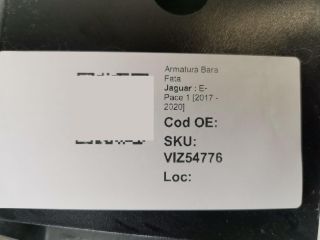 Armatura Bara
Fata
Jaguar : E-
Pace 1 [2017 -
2020]
Cod OE:
SKU:
VIZ54776
Loc: